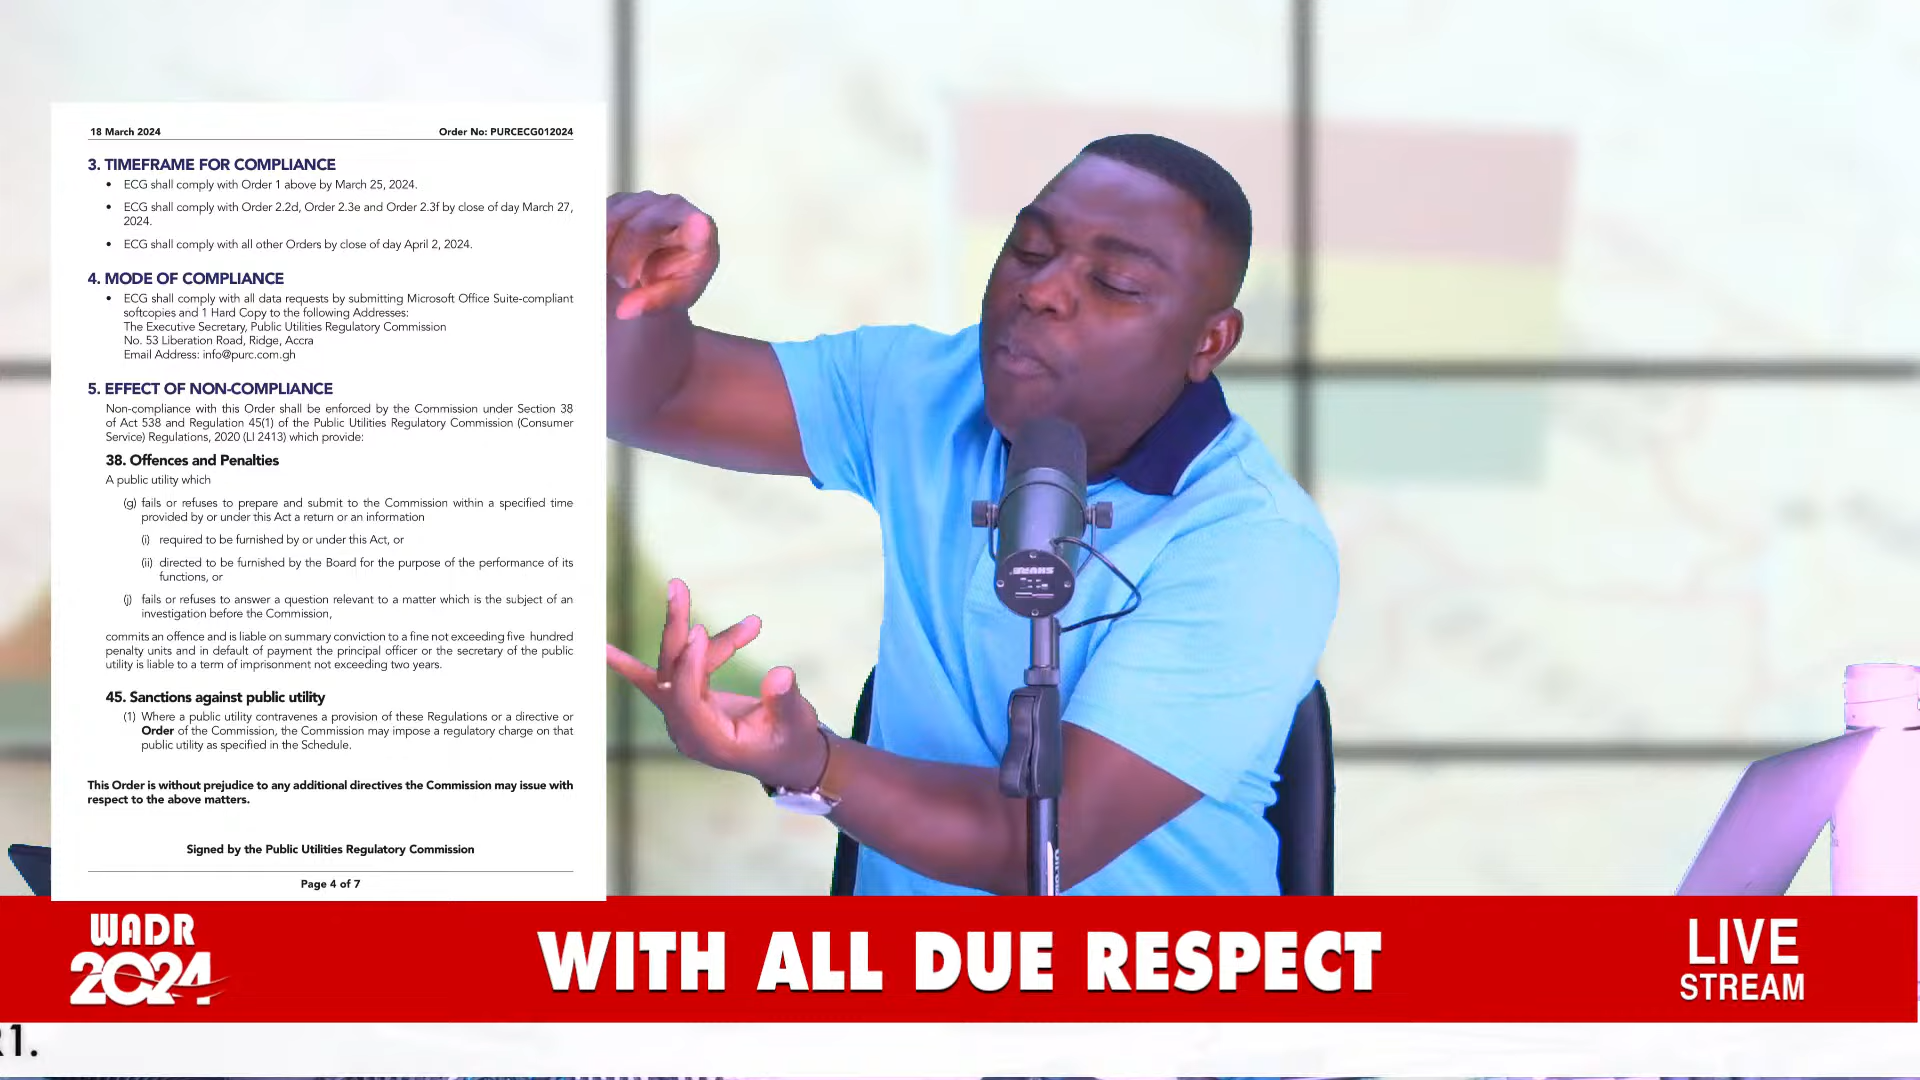 18 March 2024 Order No: PURCECG012024
3. TIMEFRAME FOR COMPLIANCE
• ECG shall comply with Order 1 above by March 25, 2024.
• ECG shall comply with Order 2.2d, Order 2.3e and Order 2.3f by close of day March 27,
2024.
• ECG shall comply with all other Orders by close of day April 2, 2024.
4. MODE OF COMPLIANCE
• ECG shall comply with all data requests by submitting Microsoft Office Suite-compliant
softcopies and 1 Hard Copy to the following Addresses:
The Executive Secretary, Public Utilities Regulatory Commission
No. 53 Liberation Road, Ridge, Accra
Email Address: info@purc.com.gh
5. EFFECT OF NON-COMPLIANCE
Non-compliance with this Order shall be enforced by the Commission under Section 38
of Act 538 and Regulation 45(1) of the Public Utilities Regulatory Commission (Consumer
Service) Regulations, 2020 (LI 2413) which provide:
38. Offences and Penalties
A public utility which
(g) fails or refuses to prepare and submit to the Commission within a specified time
provided by or under this Act a return or an information
(i) required to be furnished by or under this Act, or
(ii) directed to be furnished by the Board for the purpose of the performance of its
functions, or
(j) fails or refuses to answer a question relevant to a matter which is the subject of an
investigation before the Commission,
commits an offence and is liable on summary conviction to a fine not exceeding five hundred
penalty units and in default of payment the principal officer or the secretary of the public
utility is liable to a term of imprisonment not exceeding two years.
45. Sanctions against public utility
(1) Where a public utility contravenes a provision of these Regulations or a directive or
Order of the Commission, the Commission may impose a regulatory charge on that
public utility as specified in the Schedule.
This Order is without prejudice to any additional directives the Commission may issue with
respect to the above matters.
Signed by the Public Utilities Regulatory Commission
Page 4 of 7
SHURE
WADR
2024
WITH ALL DUE RESPECT
LIVE
STREAM
R1.